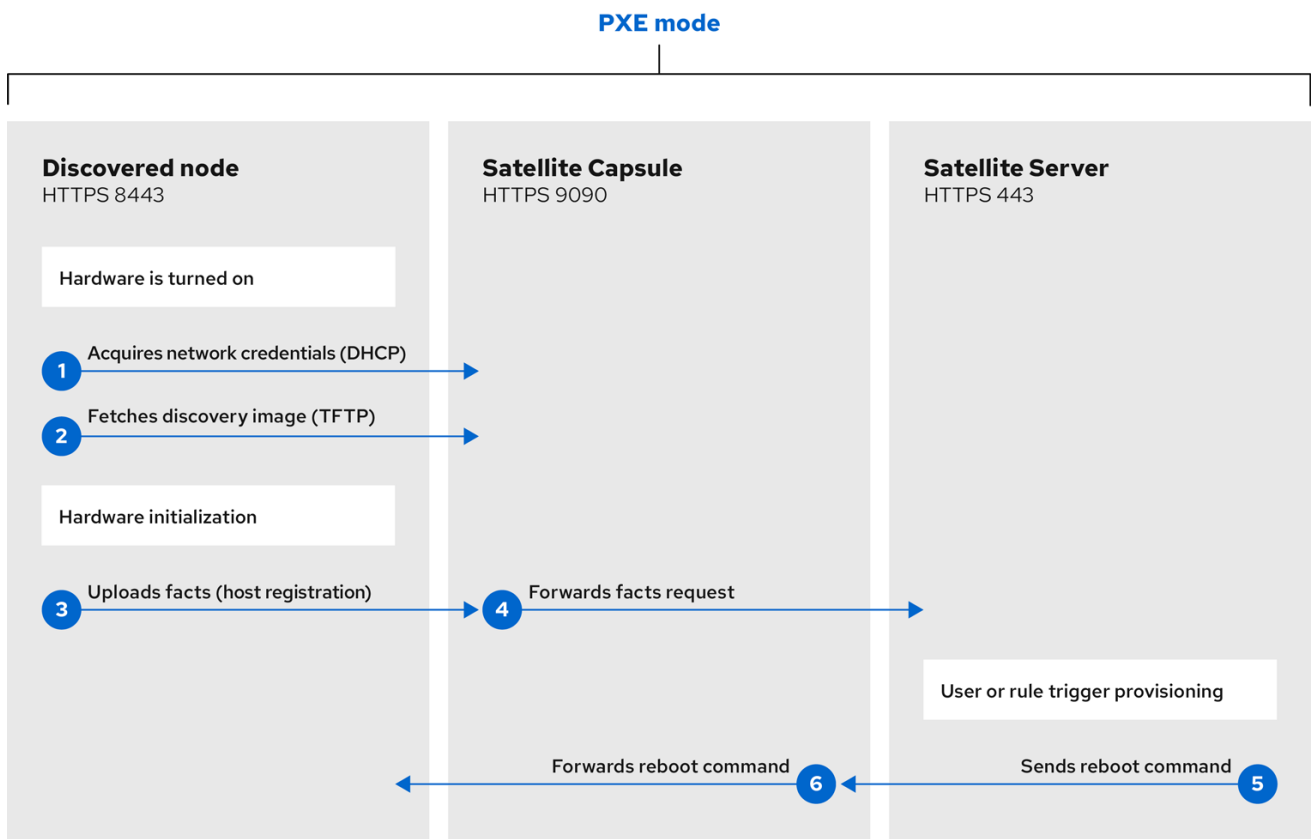 PXE mode
Discovered node
HTTPS 8443
Satellite Capsule
HTTPS 9090
Satellite Server
HTTPS 443
Hardware is turned on
Acquires network credentials (DHCP)
1
Fetches discovery image (TFTP)
2
Hardware initialization
Uploads facts (host registration)
3
Forwards facts request
4
User or rule trigger provisioning
Sends reboot command
5
Forwards reboot command
6